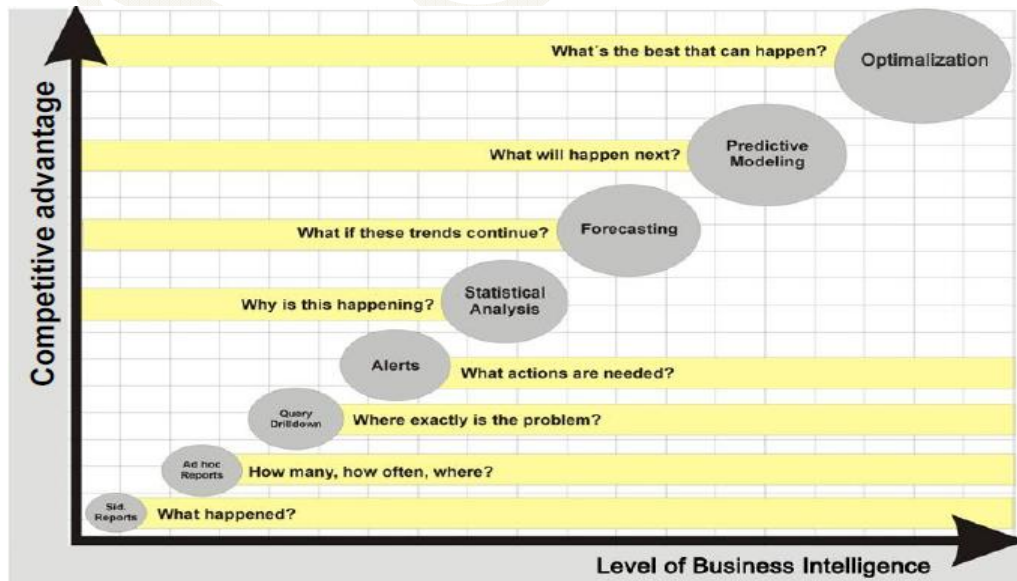 What´s the best that can happen?
Optimalization
What will happen next?
Predictive
Modeling
What if these trends continue?
Forecasting
Why is this happening?
Statistical
Analysis
Alerts
What actions are needed?
Query
Drilldown
Where exactly is the problem?
Ad hoc
Reports
How many, how often, where?
Std.
Reports
What happened?
Competitive advantage
Level of Business Intelligence